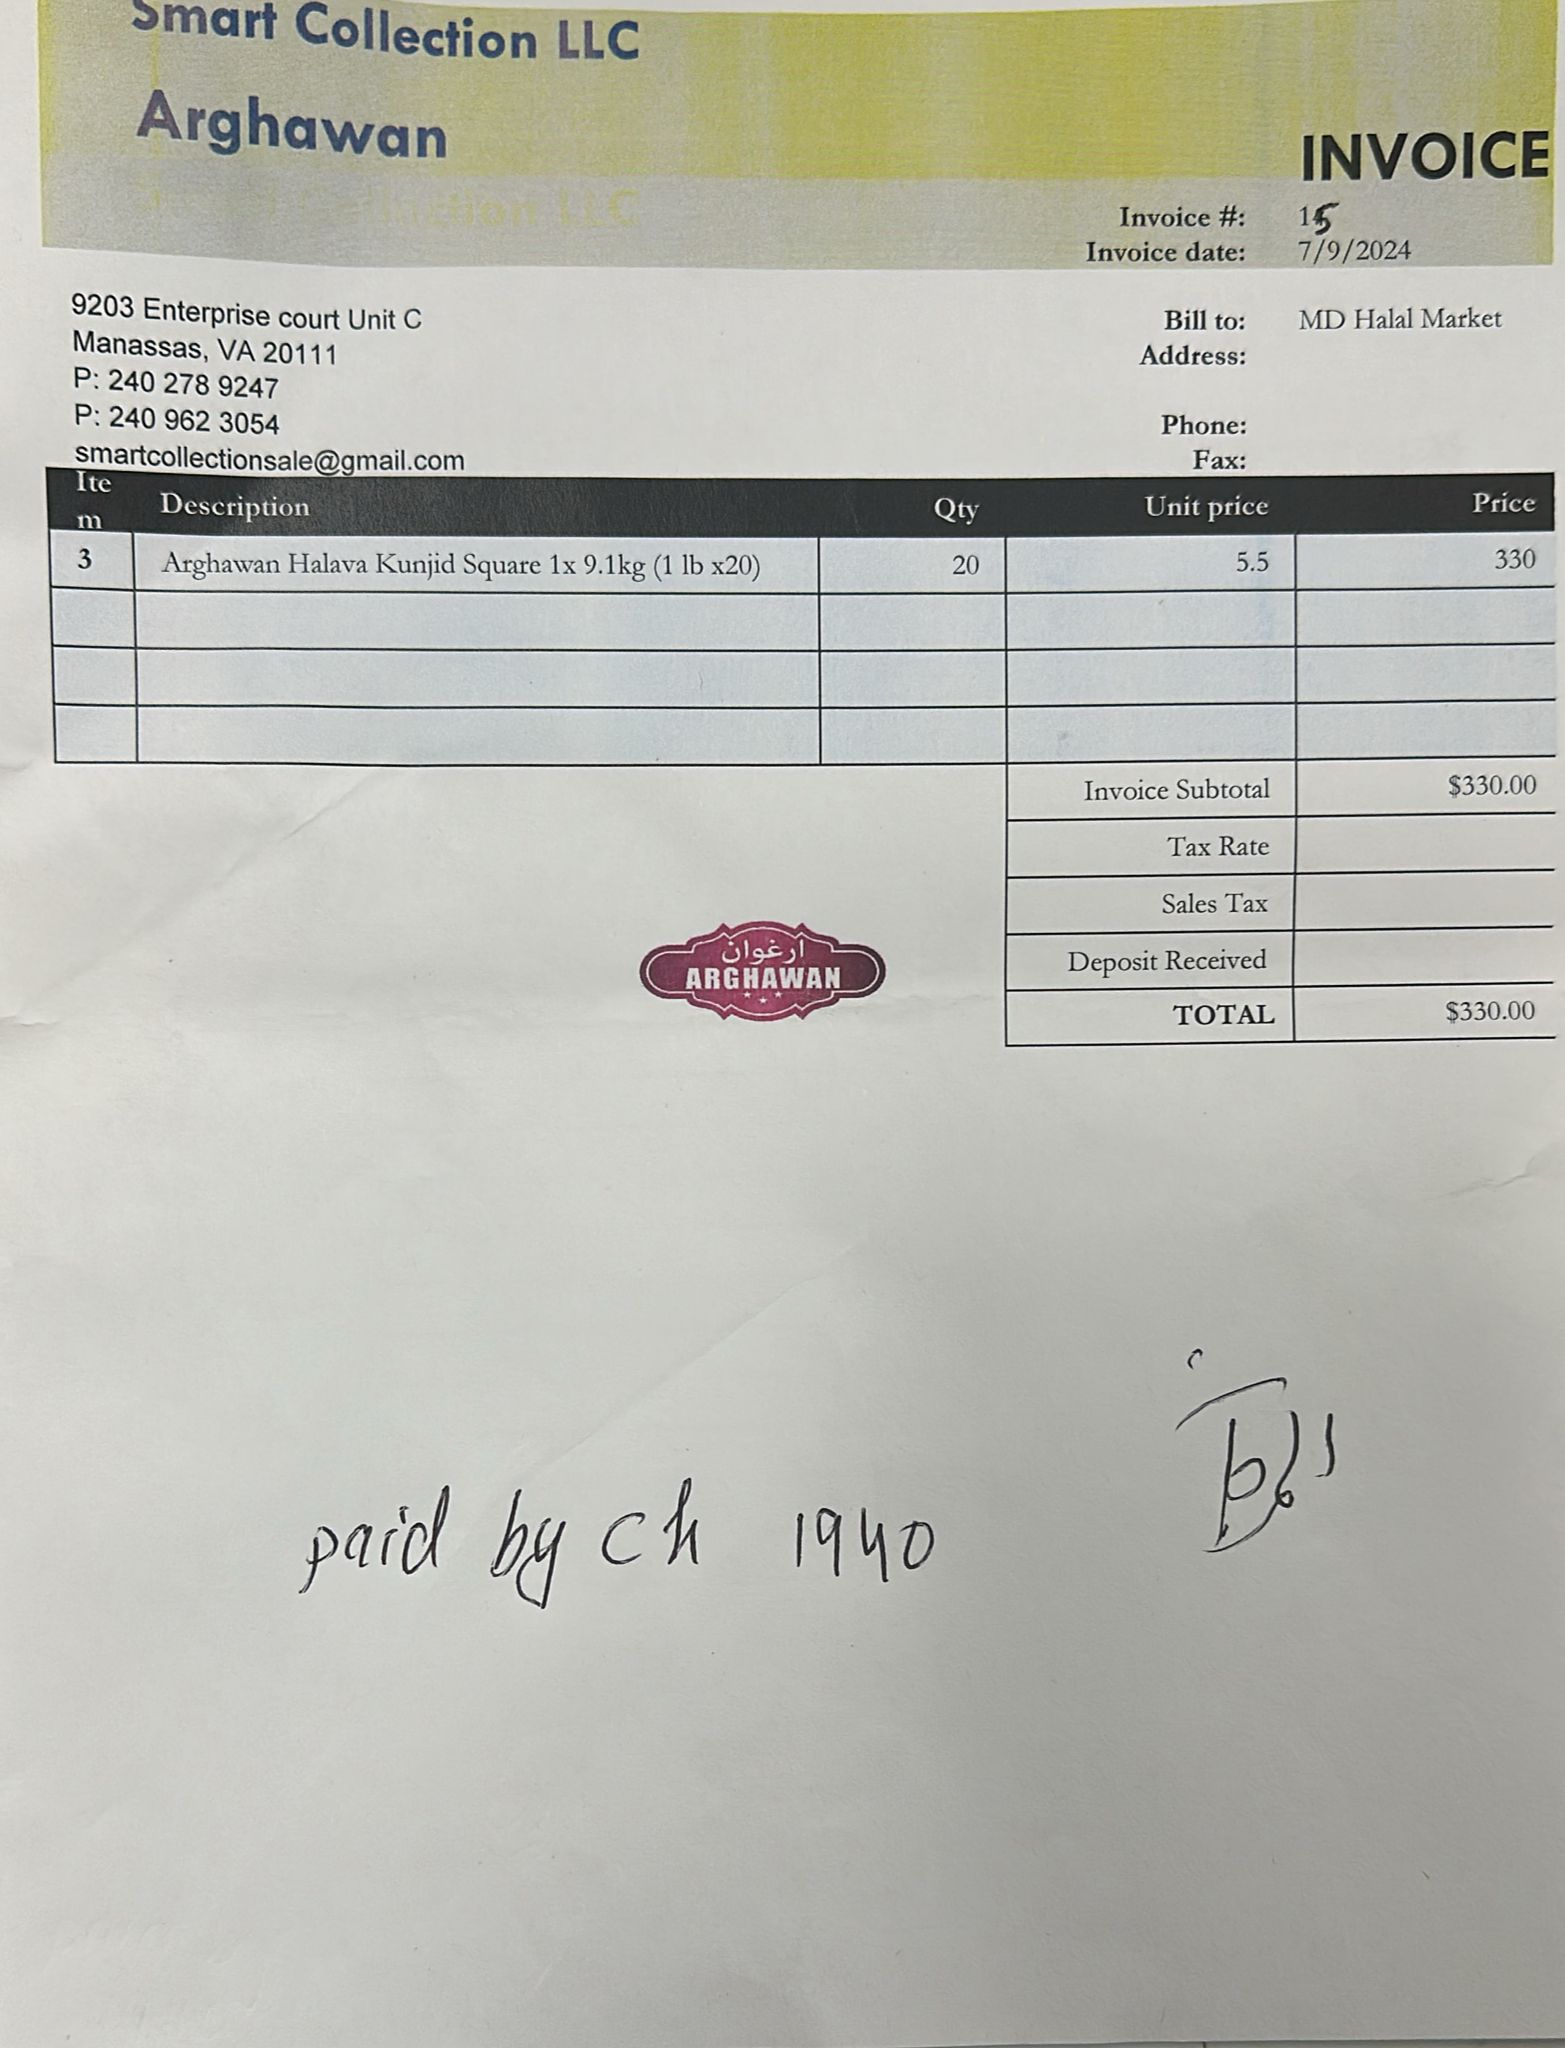 Smart Collection LLC
Arghawan
INVOICE
Invoice #: 15
Invoice date: 7/9/2024
9203 Enterprise court Unit C
Manassas, VA 20111
P: 240 278 9247
P: 240 962 3054
smartcollectionsale@gmail.com
Bill to: MD Halal Market
Address:
Phone:
Fax:
Item Description Qty Unit price Price
3 Arghawan Halava Kunjid Square 1x 9.1kg (1 lb x20) 20 5.5 330
Invoice Subtotal $330.00
Tax Rate
Sales Tax
Deposit Received
TOTAL $330.00
ارغوان
ARGHAWAN
paid by ch 1940